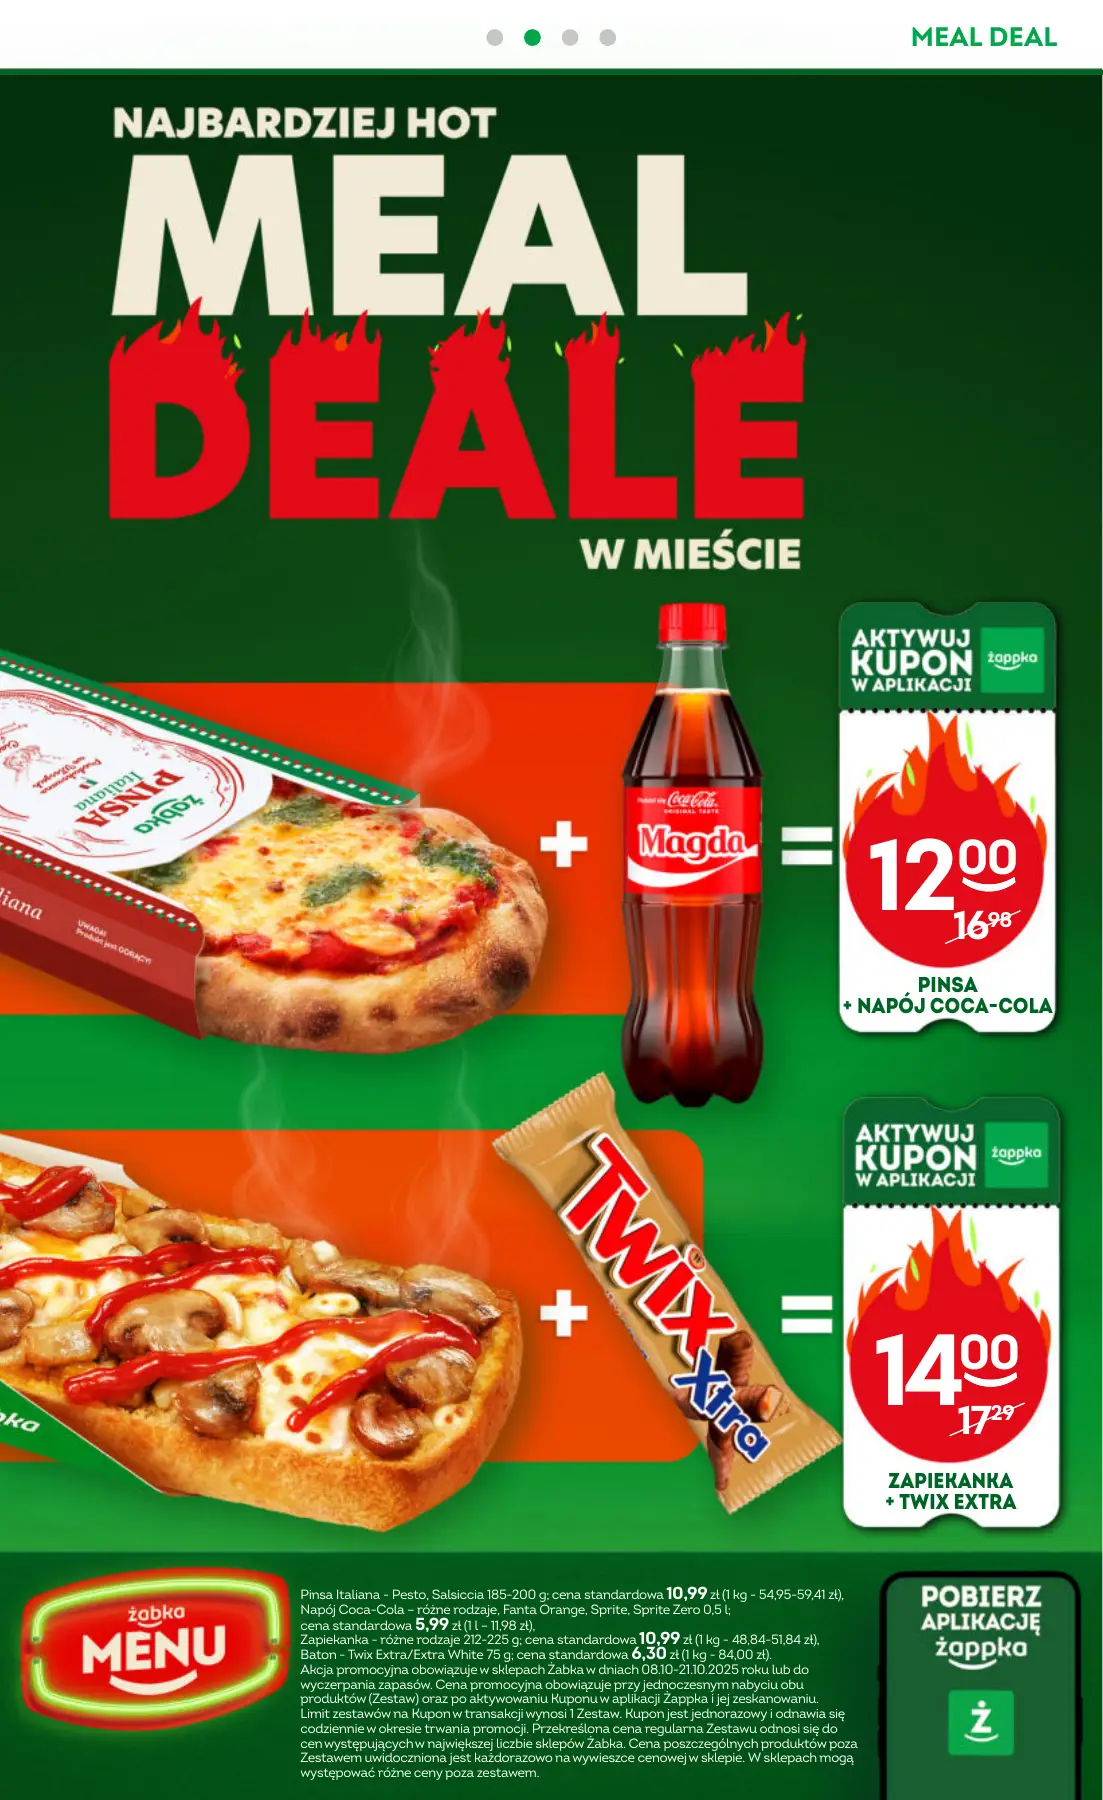 MEAL DEAL
NAJBARDZIEJ HOT
MEAL
DEALE
W MIEŚCIE
AKTYWUJ
KUPON
W APLIKACJI
żappka
żabka
PINSA
Italiana
UWAGA!
Produkt jest GORĄCY!
+
Coca-Cola
ORIGINAL TASTE
Magda
=
12 00
16 98
PINSA
+ NAPÓJ COCA-COLA
AKTYWUJ
KUPON
W APLIKACJI
żappka
+
TWIX
Xtra
=
14 00
17 29
ZAPIEKANKA
+ TWIX EXTRA
żabka
MENU
Pinsa Italiana - Pesto, Salsiccia 185-200 g; cena standardowa 10,99 zł (1 kg - 54,95-59,41 zł),
Napój Coca-Cola – różne rodzaje, Fanta Orange, Sprite, Sprite Zero 0,5 l;
cena standardowa 5,99 zł (1 l – 11,98 zł),
Zapiekanka - różne rodzaje 212-225 g; cena standardowa 10,99 zł (1 kg - 48,84-51,84 zł),
Baton - Twix Extra/Extra White 75 g; cena standardowa 6,30 zł (1 kg - 84,00 zł).
Akcja promocyjna obowiązuje w sklepach Żabka w dniach 08.10-21.10.2025 roku lub do
wyczerpania zapasów. Cena promocyjna obowiązuje przy jednoczesnym nabyciu obu
produktów (Zestaw) oraz po aktywowaniu Kuponu w aplikacji Żappka i jej zeskanowaniu.
Limit zestawów na Kupon w transakcji wynosi 1 Zestaw. Kupon jest jednorazowy i odnawia się
codziennie w okresie trwania promocji. Przekreślona cena regularna Zestawu odnosi się do
cen występujących w największej liczbie sklepów Żabka. Cena poszczególnych produktów poza
Zestawem uwidoczniona jest każdorazowo na wywieszce cenowej w sklepie. W sklepach mogą
występować różne ceny poza zestawem.
POBIERZ
APLIKACJĘ
żappka
Ż